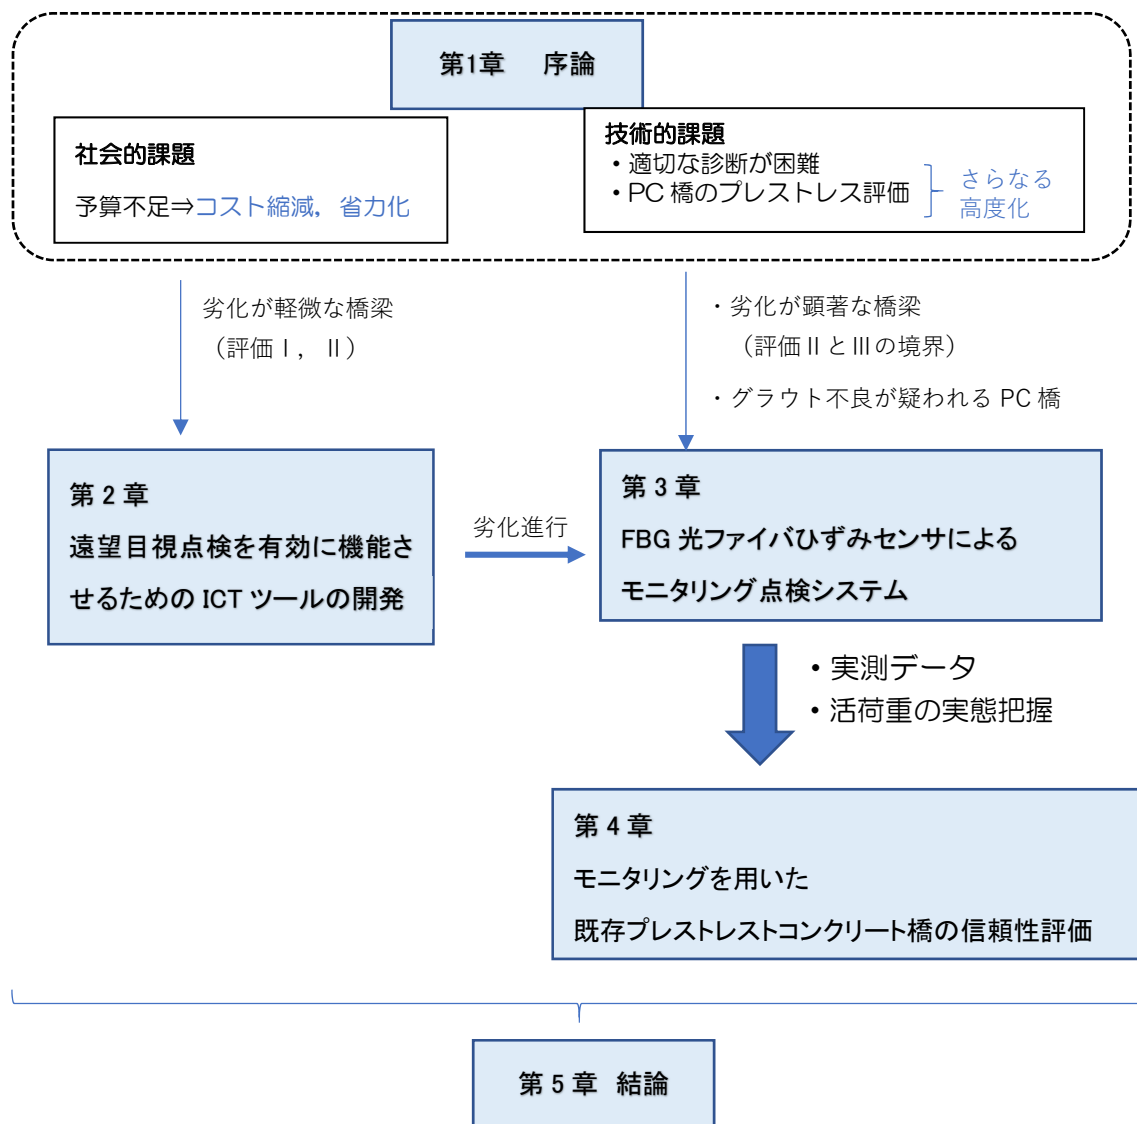 第1章 序論
社会的課題
予算不足⇒コスト縮減，省力化
技術的課題
・適切な診断が困難
・PC 橋のプレストレス評価
さらなる
高度化
劣化が軽微な橋梁
（評価Ⅰ，Ⅱ）
・劣化が顕著な橋梁
（評価ⅡとⅢの境界）
・グラウト不良が疑われる PC 橋
第 2 章
遠望目視点検を有効に機能さ
せるための ICT ツールの開発
劣化進行
第 3 章
FBG 光ファイバひずみセンサによる
モニタリング点検システム
・実測データ
・活荷重の実態把握
第 4 章
モニタリングを用いた
既存プレストレストコンクリート橋の信頼性評価
第 5 章 結論